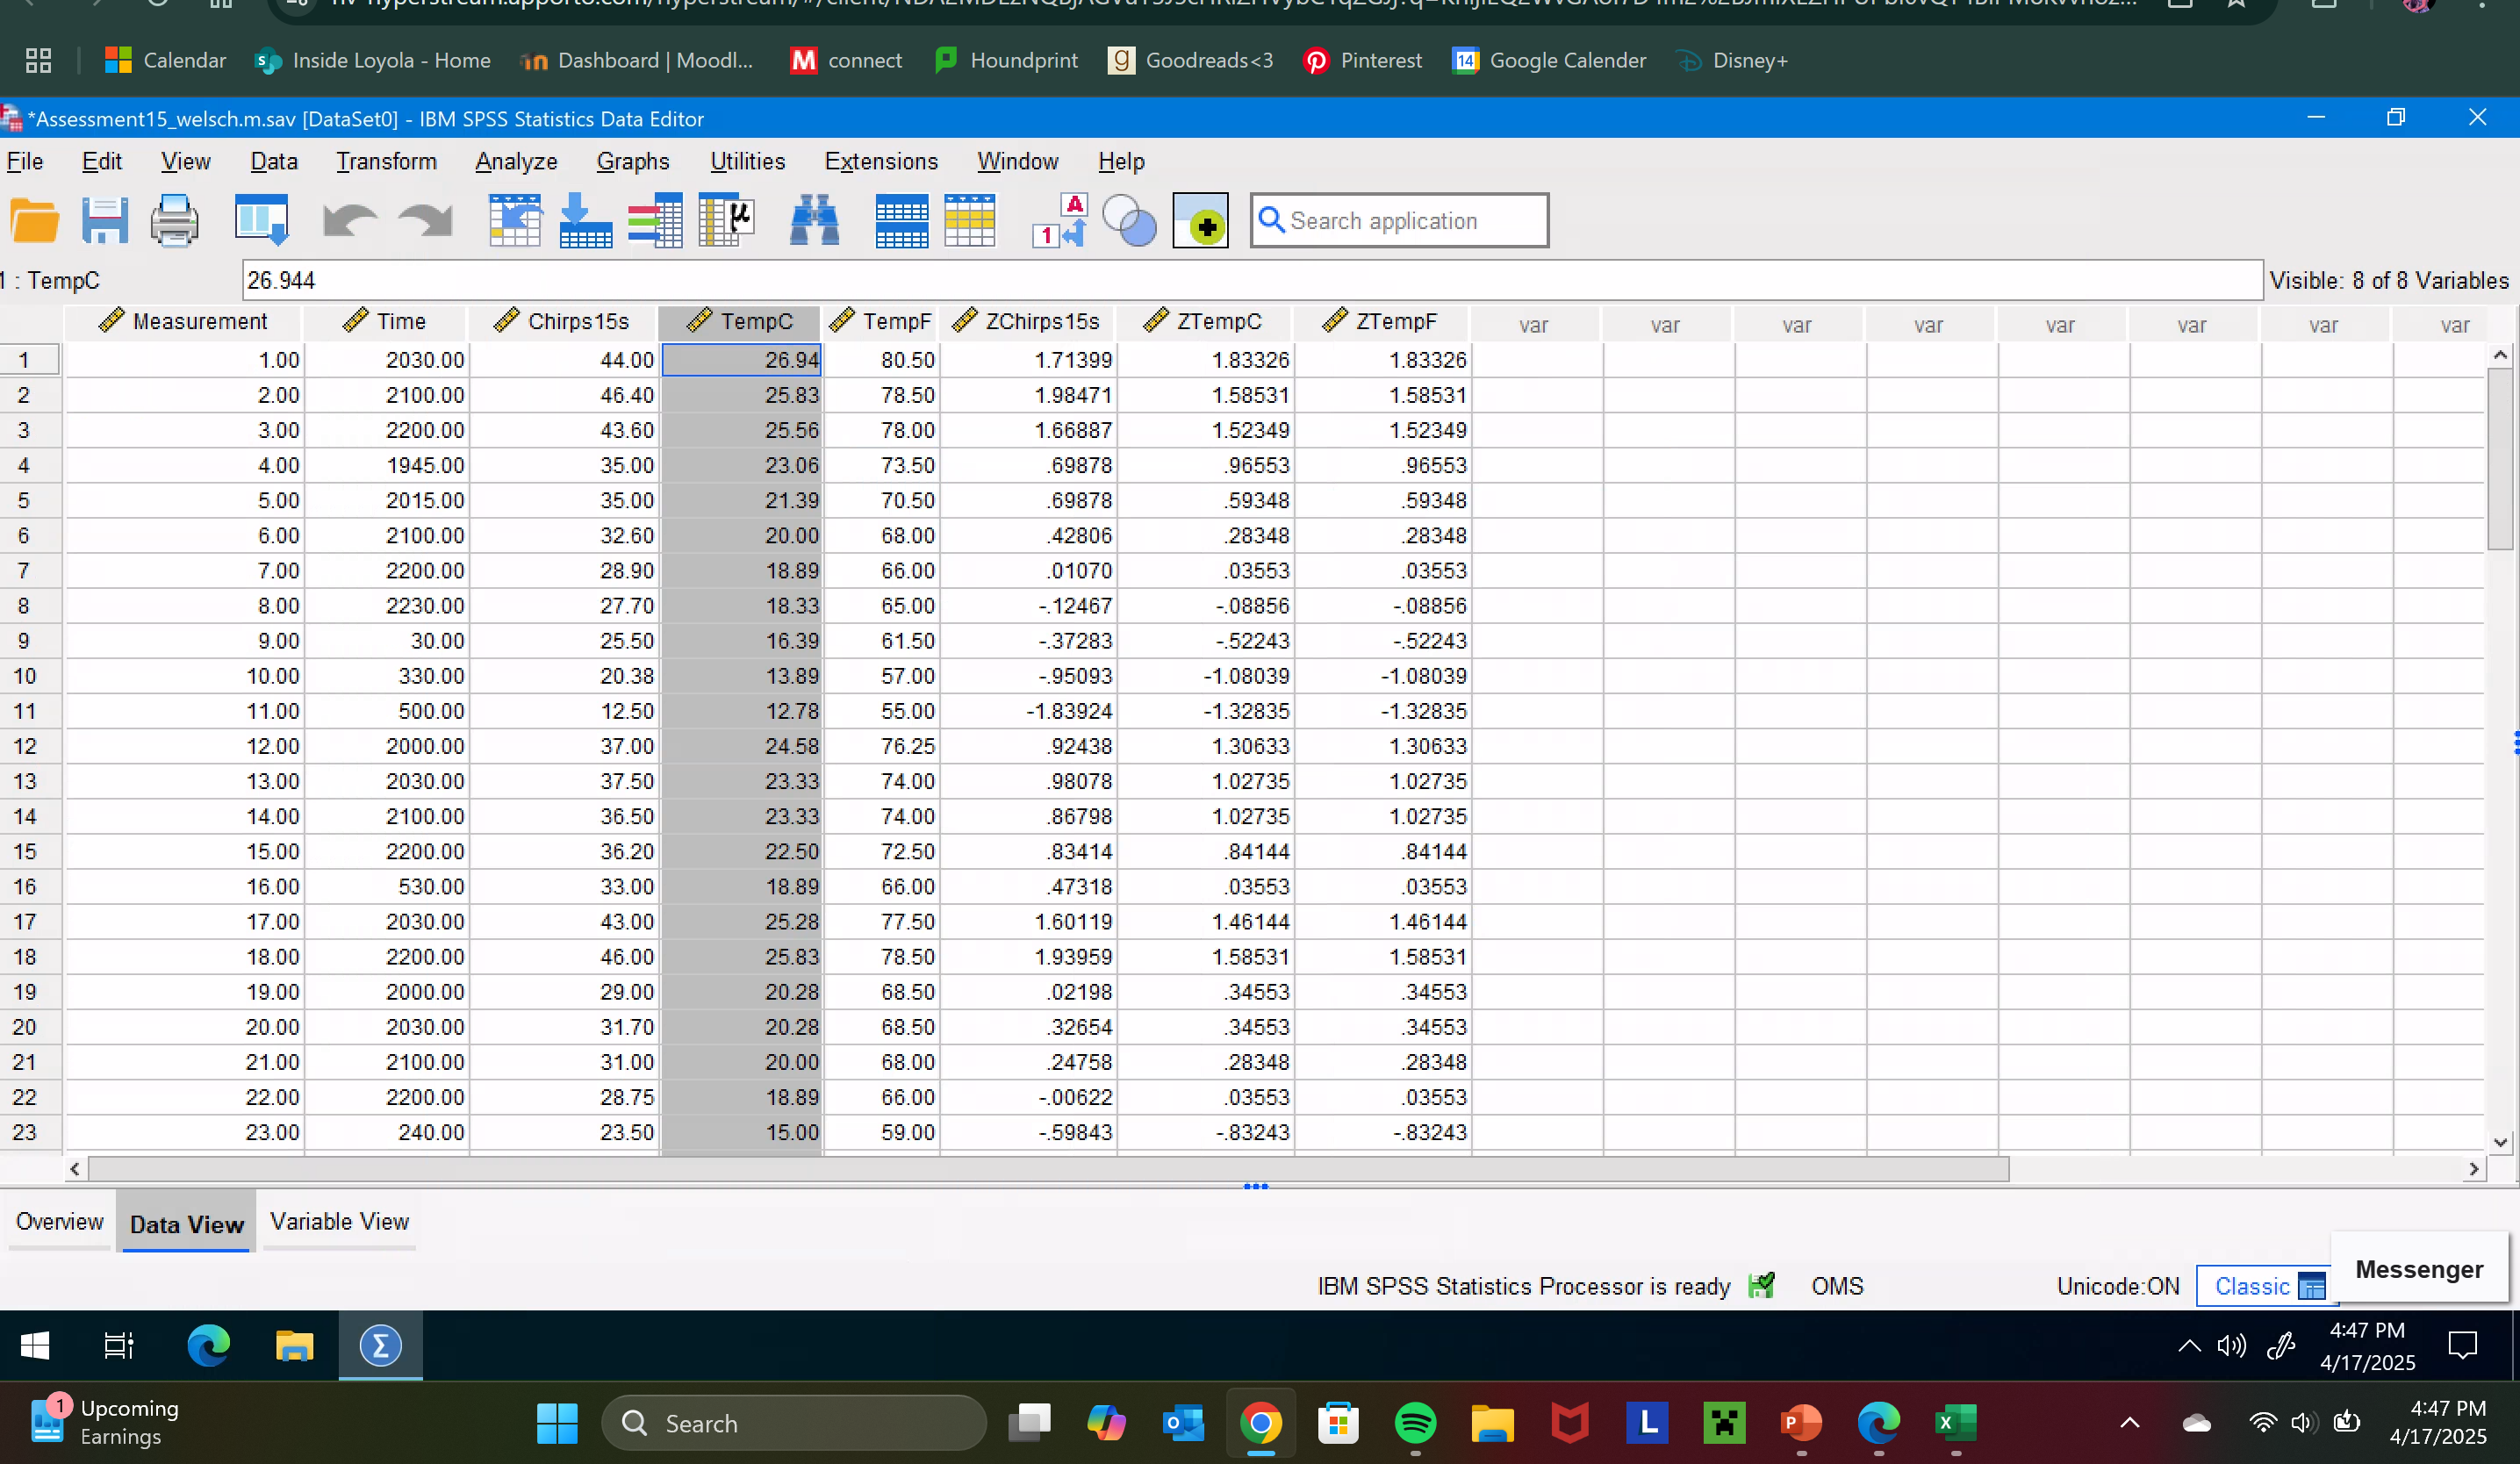 Calendar Inside Loyola - Home Dashboard | Moodl... connect Houndprint Goodreads<3 Pinterest Google Calender Disney+
*Assessment15_welsch.m.sav [DataSet0] - IBM SPSS Statistics Data Editor
File Edit View Data Transform Analyze Graphs Utilities Extensions Window Help
Search application
1 : TempC 26.944 Visible: 8 of 8 Variables
Measurement Time Chirps15s TempC TempF ZChirps15s ZTempC ZTempF var var var var var var var var
1 1.00 2030.00 44.00 26.94 80.50 1.71399 1.83326 1.83326
2 2.00 2100.00 46.40 25.83 78.50 1.98471 1.58531 1.58531
3 3.00 2200.00 43.60 25.56 78.00 1.66887 1.52349 1.52349
4 4.00 1945.00 35.00 23.06 73.50 .69878 .96553 .96553
5 5.00 2015.00 35.00 21.39 70.50 .69878 .59348 .59348
6 6.00 2100.00 32.60 20.00 68.00 .42806 .28348 .28348
7 7.00 2200.00 28.90 18.89 66.00 .01070 .03553 .03553
8 8.00 2230.00 27.70 18.33 65.00 -.12467 -.08856 -.08856
9 9.00 30.00 25.50 16.39 61.50 -.37283 -.52243 -.52243
10 10.00 330.00 20.38 13.89 57.00 -.95093 -1.08039 -1.08039
11 11.00 500.00 12.50 12.78 55.00 -1.83924 -1.32835 -1.32835
12 12.00 2000.00 37.00 24.58 76.25 .92438 1.30633 1.30633
13 13.00 2030.00 37.50 23.33 74.00 .98078 1.02735 1.02735
14 14.00 2100.00 36.50 23.33 74.00 .86798 1.02735 1.02735
15 15.00 2200.00 36.20 22.50 72.50 .83414 .84144 .84144
16 16.00 530.00 33.00 18.89 66.00 .47318 .03553 .03553
17 17.00 2030.00 43.00 25.28 77.50 1.60119 1.46144 1.46144
18 18.00 2200.00 46.00 25.83 78.50 1.93959 1.58531 1.58531
19 19.00 2000.00 29.00 20.28 68.50 .02198 .34553 .34553
20 20.00 2030.00 31.70 20.28 68.50 .32654 .34553 .34553
21 21.00 2100.00 31.00 20.00 68.00 .24758 .28348 .28348
22 22.00 2200.00 28.75 18.89 66.00 -.00622 .03553 .03553
23 23.00 240.00 23.50 15.00 59.00 -.59843 -.83243 -.83243
Overview Data View Variable View
IBM SPSS Statistics Processor is ready OMS Unicode:ON Classic Messenger
4:47 PM
4/17/2025
1 Upcoming
Earnings
Search
4:47 PM
4/17/2025